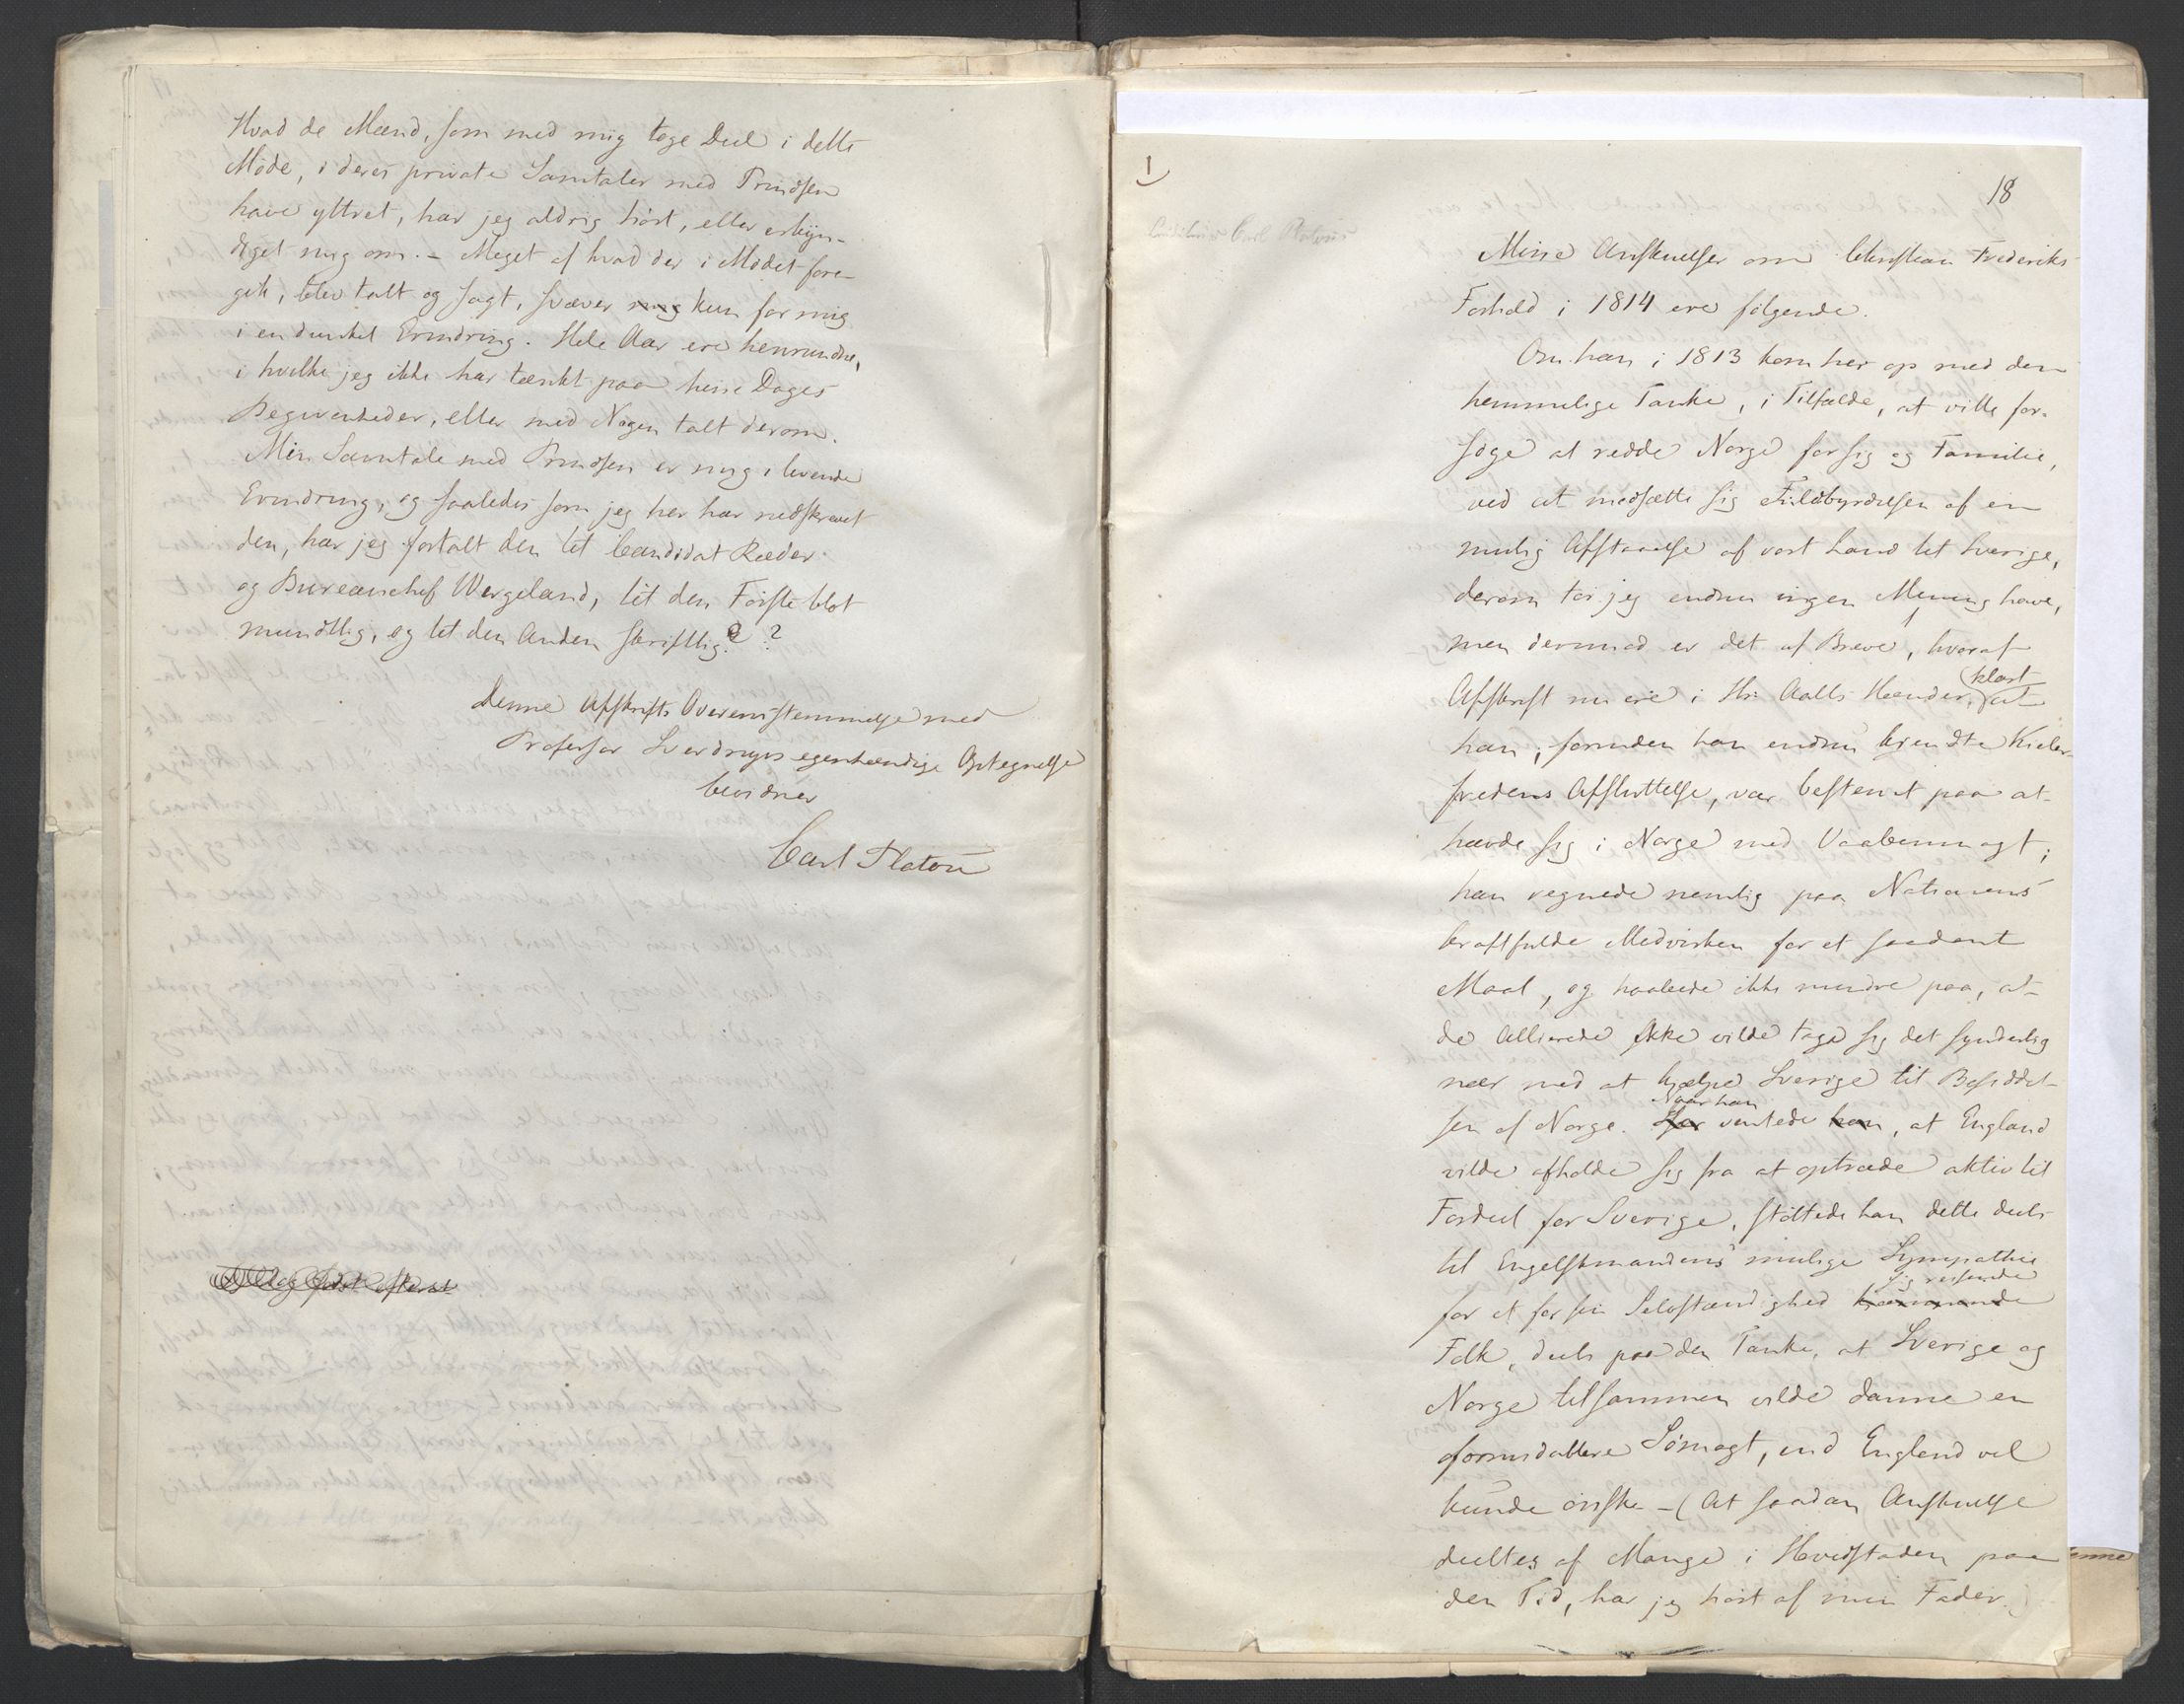 Hvad de Mænd, som med mig toge Deel i dette
Møde, i deres private Samtaler med Prindsen
have yttret, har jeg aldrig hørt, eller erkyn-
diget mig om. – Meget af hvad der i Mødet fore-
gik, blev talt og sagt, svæver mig kun for mig
i en dunkel Erindring. Hele Aar ere henrundne,
i hvilke jeg ikke har tænkt paa hine Dages
Begivenheder, eller med Nogen talt derom.
Min Samtale med Prindsen er mig i levende
Erindring, og saaledes som jeg her har nedskrevet
den, har jeg fortalt den til Candidat Ræder
og Bureauchef Wergeland, til den Første blot
mundtlig, og til den Anden skriftlig. ?
Denne Afskrifts Overensstemmelse med
Professor Sverdrups egenhændige Optegnelse
bevidner
Carl Platou
1
18
Mine Anskuelser om Christian Frederiks
Forhold i 1814 ere følgende.
Om han i 1813 kom her op med den
hemmelige Tanke, i Tilfælde, at ville for-
søge at redde Norge for sig og Familie,
ved at modsætte sig Fuldbyrdelsen af en
mulig Afstaaelse af vort Land til Sverige,
derom tør jeg endnu ingen Mening have,
men derimod er det af Breve, hvoraf
Afskrift nu ere i Hr. Aalls Hænder, klart at
han, forinden han endnu kjendte Kieler-
fredens Afsluttelse, var bestemt paa at
hævde sig i Norge med Vaabenmagt;
han regnede nemlig paa Nationens
kraftfulde Medvirken for et saadant
Maal, og haabede ikke mindre paa, at
de Allierede ikke vilde tage sig det synderlig
nær med at hjælpe Sverige til Besiddel-
sen af Norge. Naar han ventede han, at England
vilde afholde sig fra at optræde aktiv til
Fordeel for Sverige, støttede han dette deels
til Engelskmandens mulige Sympathie
for et for sin Selvstændighed sig reisende
Folk, deels paa den Tanke, at Sverige og
Norge tilsammen vilde danne en
formidablere Sømagt, end England vel
kunde ønske – (At saadan Anskuelse
deeltes af Mange i Hovedstaden paa
den Tid, har jeg hørt af min Fader.)